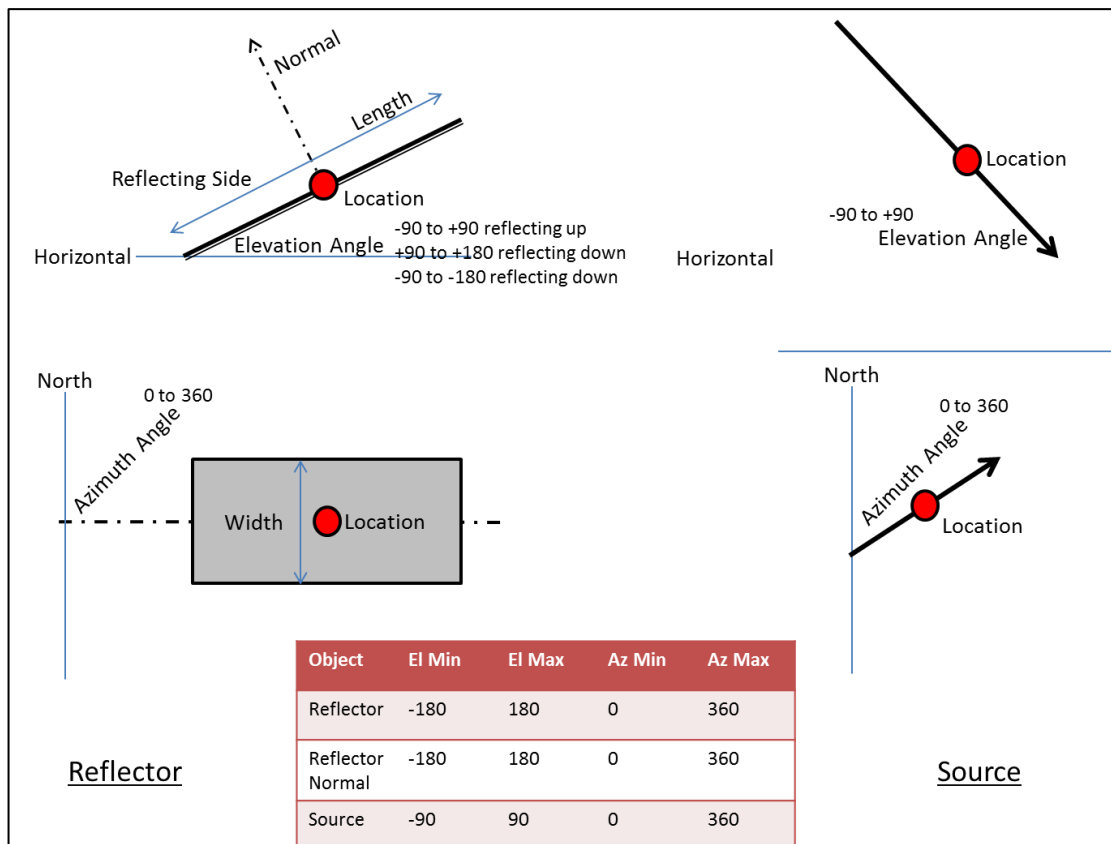 Normal
Length
Reflecting Side
Location
Elevation Angle
-90 to +90 reflecting up
+90 to +180 reflecting down
-90 to -180 reflecting down
Horizontal
Location
-90 to +90
Elevation Angle
Horizontal
North
0 to 360
Azimuth Angle
Width
Location
North
0 to 360
Azimuth Angle
Location
Object El Min El Max Az Min Az Max
Reflector -180 180 0 360
Reflector Normal -180 180 0 360
Source -90 90 0 360
Reflector
Source